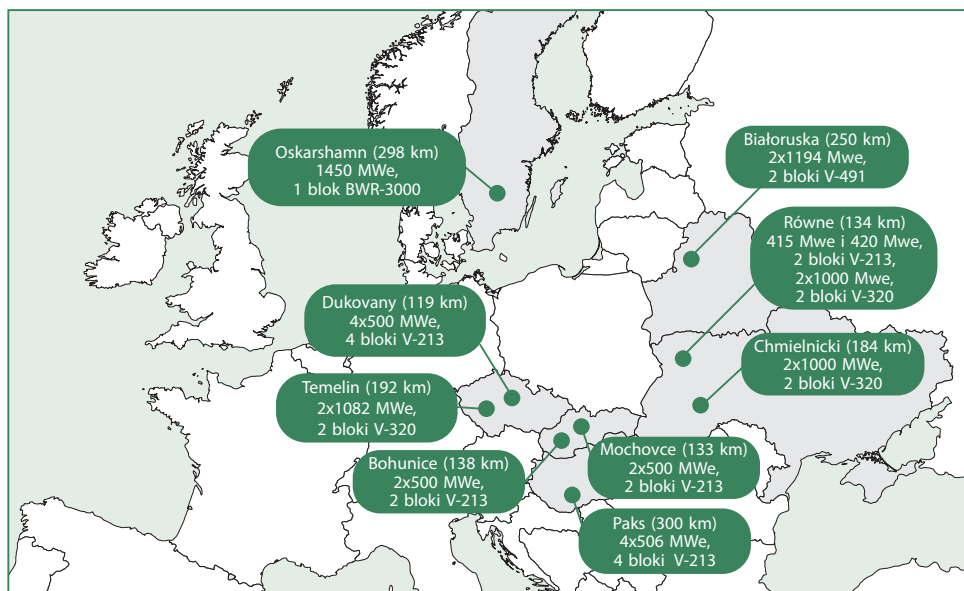 Oskarshamn (298 km)
1450 MWe,
1 blok BWR-3000
Białoruska (250 km)
2x1194 Mwe,
2 bloki V-491
Równe (134 km)
415 Mwe i 420 Mwe,
2 bloki V-213,
2x1000 Mwe,
2 bloki V-320
Dukovany (119 km)
4x500 MWe,
4 bloki V-213
Chmielnicki (184 km)
2x1000 MWe,
2 bloki V-320
Temelin (192 km)
2x1082 MWe,
2 bloki V-320
Mochovce (133 km)
2x500 MWe,
2 bloki V-213
Bohunice (138 km)
2x500 MWe,
2 bloki V-213
Paks (300 km)
4x506 MWe,
4 bloki V-213